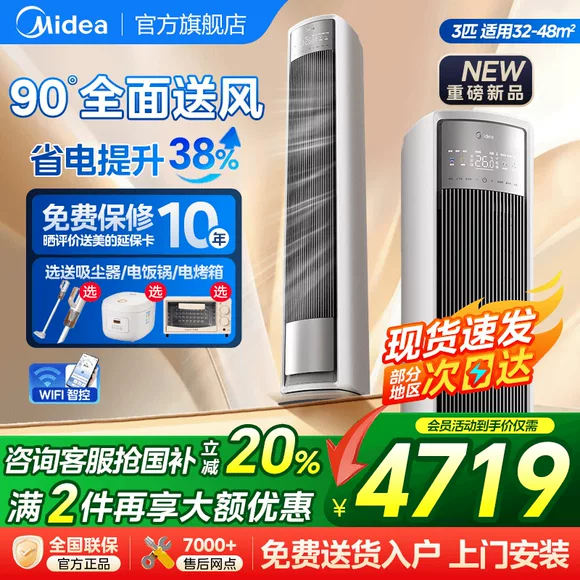 Midea 官方旗舰店
3匹 适用32-48m²
NEW
重磅新品
90°全面送风
省电提升38%
免费保修10年
晒评价送美的延保卡
选送吸尘器/电饭锅/电烤箱
选 选 选
WIFI 智控
Midea
26.0
现货速发
部分地区 次日达
会员活动到手价仅需
咨询客服抢国补 立减 20%
满2件再享大额优惠
¥4719
全国联保
官方正品
7000+
售后网点
免费送货入户 上门安装